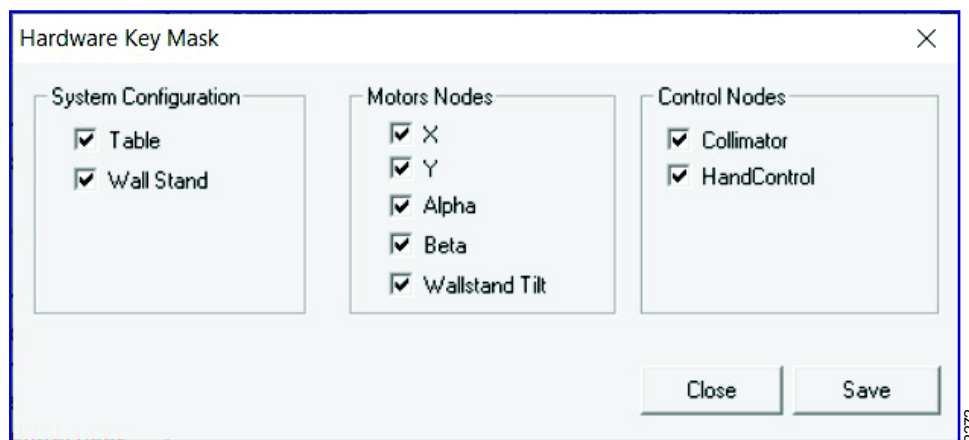 Hardware Key Mask
System Configuration
Table
Wall Stand
Motors Nodes
X
Y
Alpha
Beta
Wallstand Tilt
Control Nodes
Collimator
HandControl
Close
Save